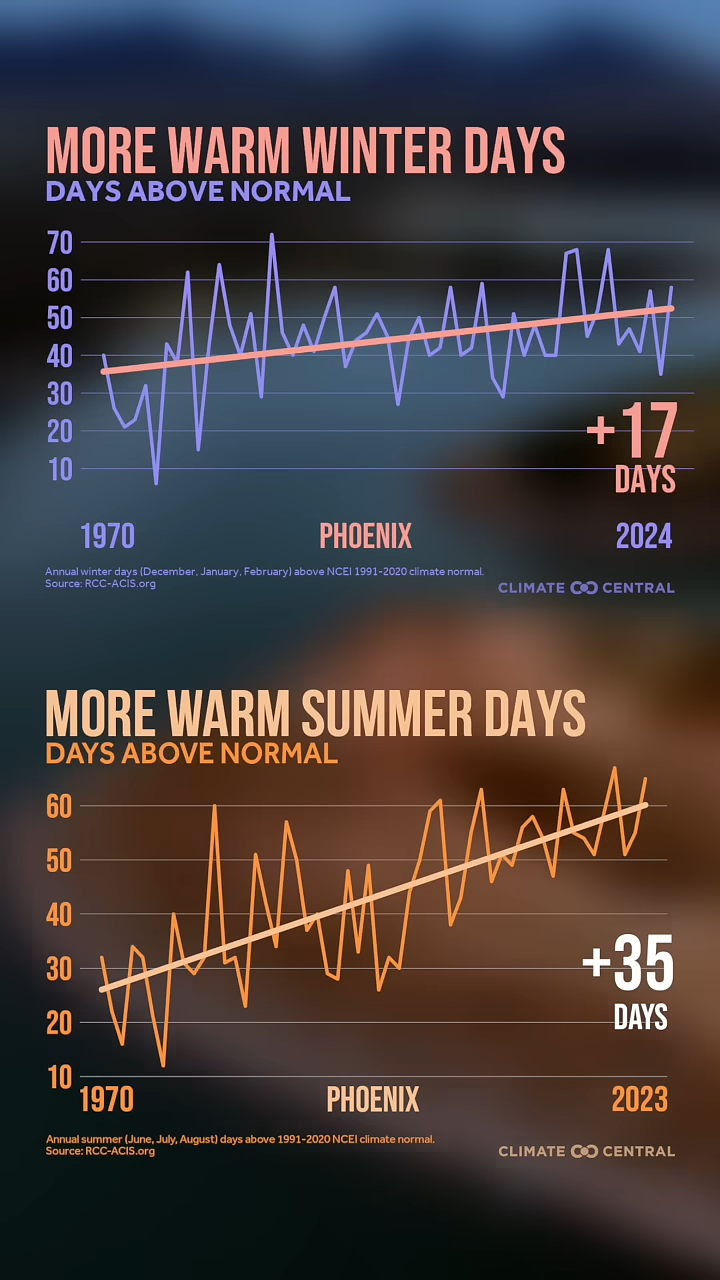 MORE WARM WINTER DAYS
DAYS ABOVE NORMAL
70
60
50
40
30
20
10
+17
DAYS
1970 PHOENIX 2024
Annual winter days (December, January, February) above NCEI 1991-2020 climate normal.
Source: RCC-ACIS.org
CLIMATE CENTRAL
MORE WARM SUMMER DAYS
DAYS ABOVE NORMAL
60
50
40
30
20
10
+35
DAYS
1970 PHOENIX 2023
Annual summer (June, July, August) days above 1991-2020 NCEI climate normal.
Source: RCC-ACIS.org
CLIMATE CENTRAL